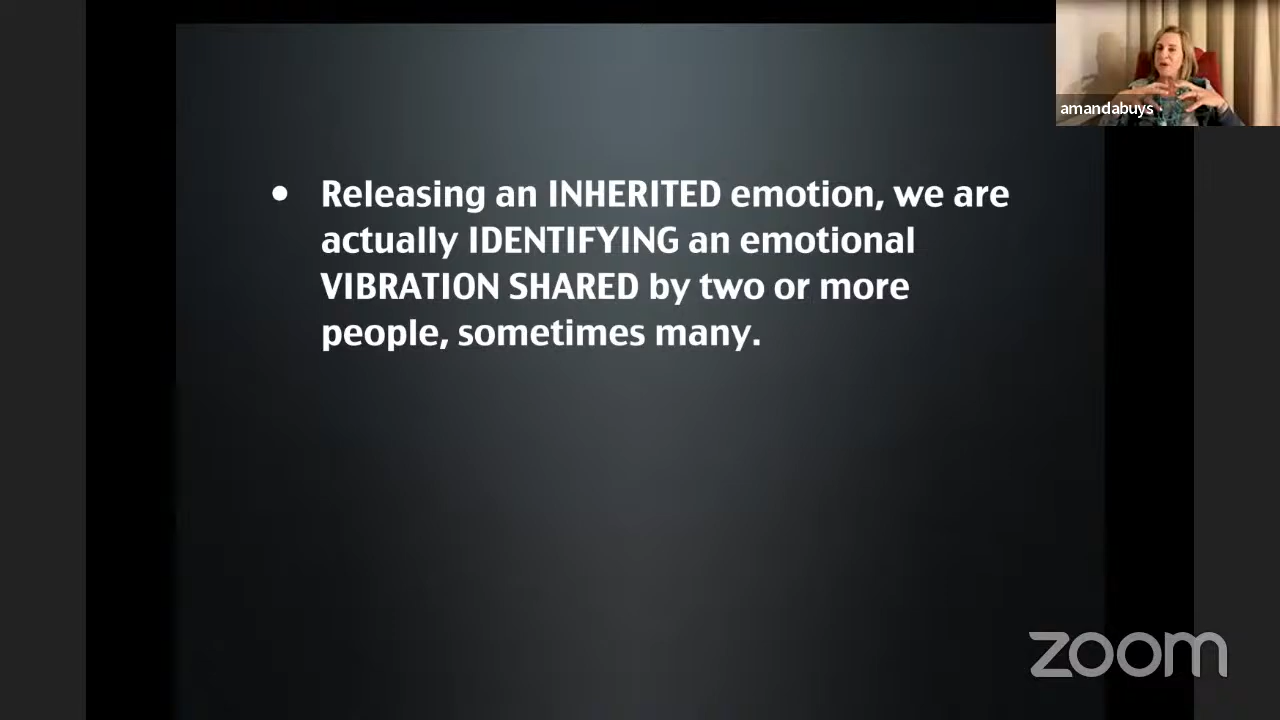 amandabuys
• Releasing an INHERITED emotion, we are
actually IDENTIFYING an emotional
VIBRATION SHARED by two or more
people, sometimes many.
zoom